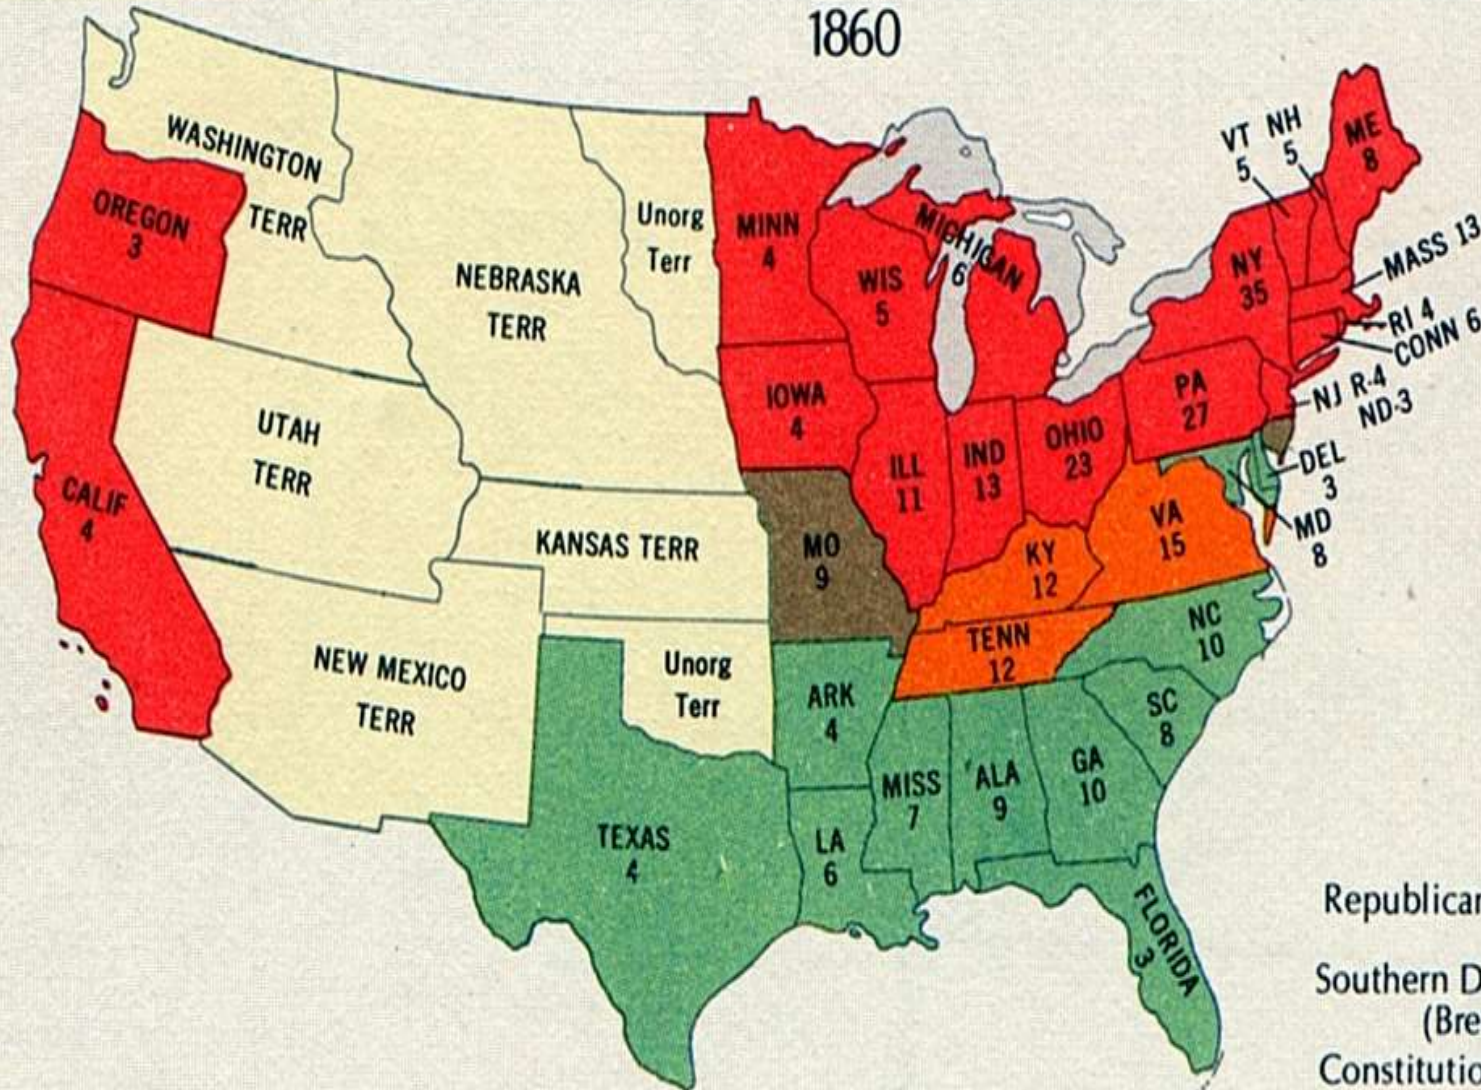 1860
WASHINGTON
TERR
OREGON
3
CALIF
4
UTAH
TERR
NEBRASKA
TERR
Unorg
Terr
KANSAS TERR
NEW MEXICO
TERR
Unorg
Terr
TEXAS
4
MINN
4
IOWA
4
MO
9
ARK
4
LA
6
WIS
5
MICHIGAN
6
ILL
11
IND
13
OHIO
23
KY
12
TENN
12
MISS
7
ALA
9
GA
10
FLORIDA
3
SC
8
NC
10
VA
15
PA
27
NY
35
VT
5
NH
5
ME
8
MASS 13
RI 4
CONN 6
NJ R-4
ND-3
DEL
3
MD
8
Republican
Southern D
(Bre
Constitutio